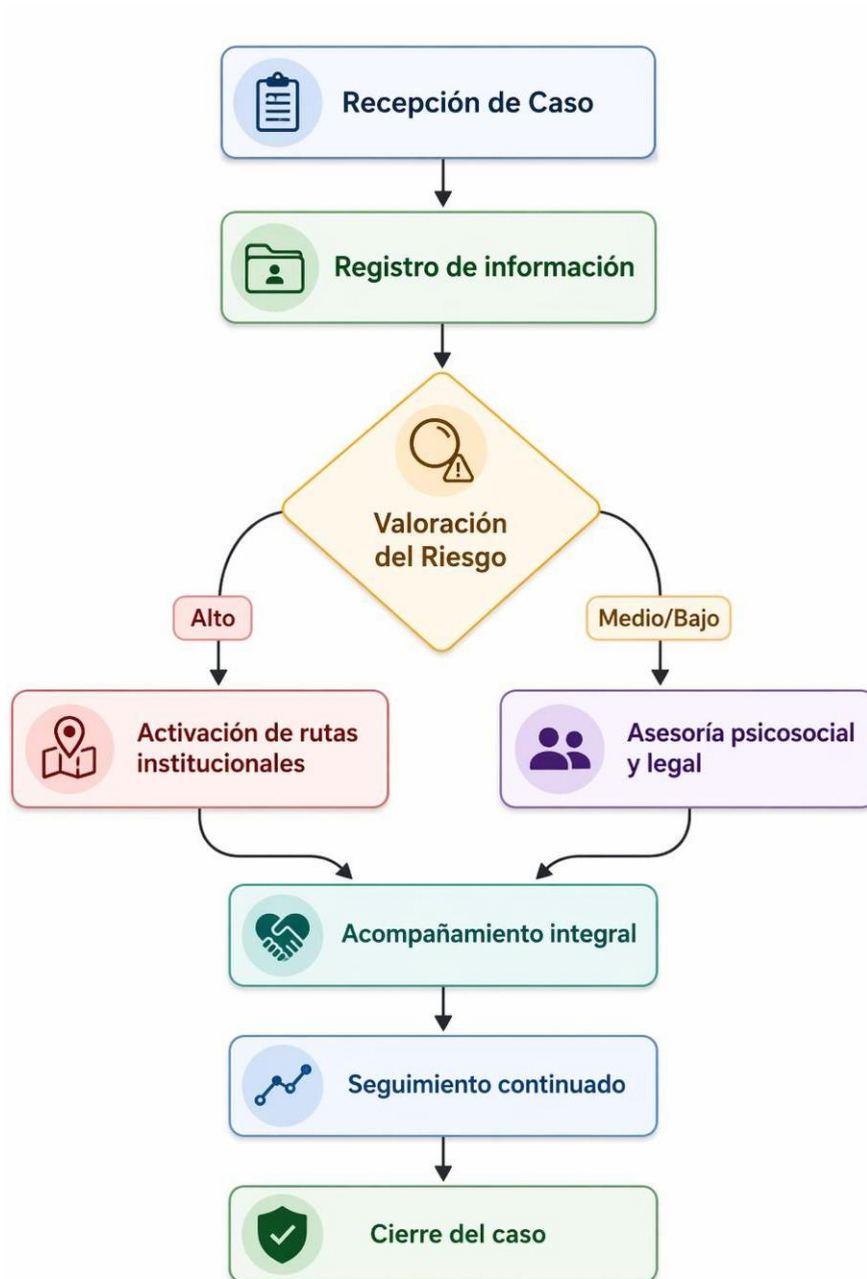 Recepción de Caso
Registro de información
Valoración
del Riesgo
Alto
Medio/Bajo
Activación de rutas
institucionales
Asesoría psicosocial
y legal
Acompañamiento integral
Seguimiento continuado
Cierre del caso